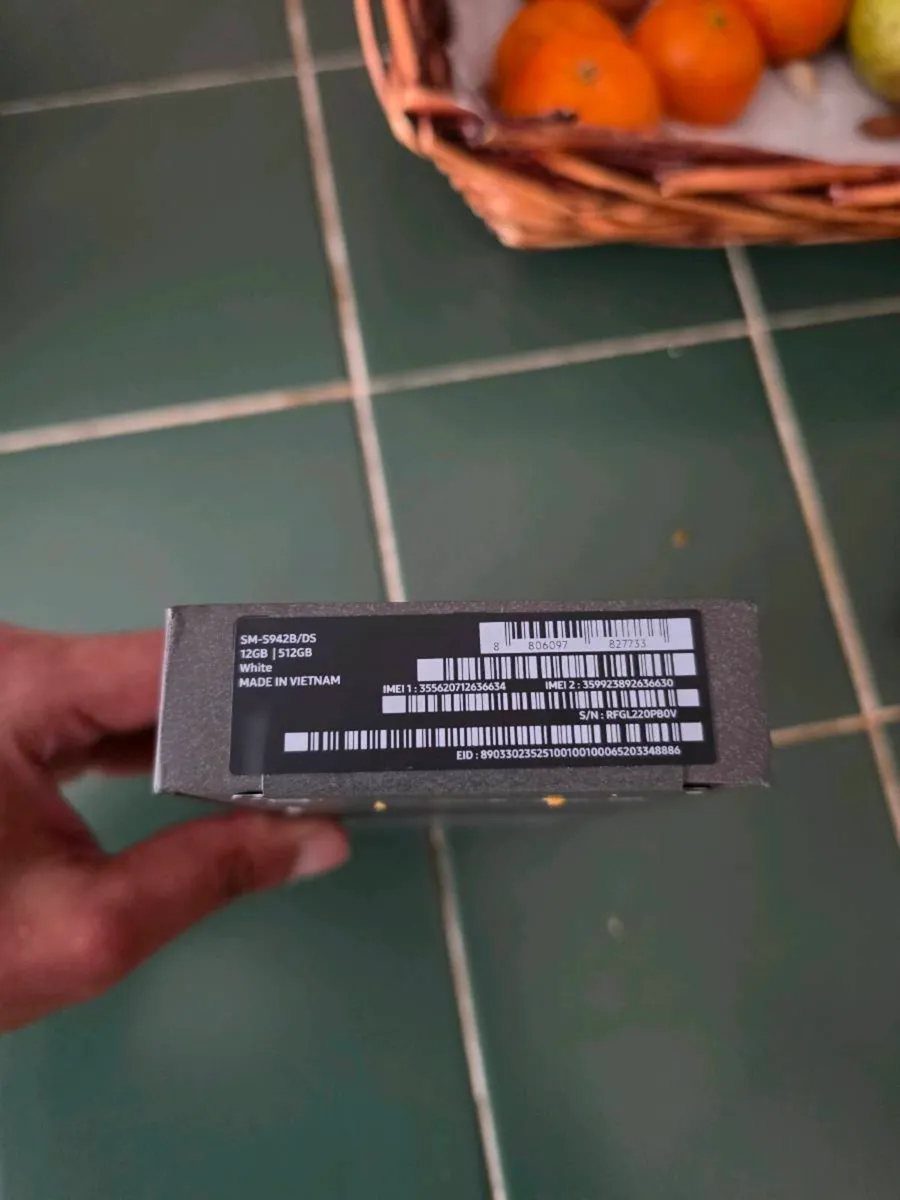 SM-S942B/DS
12GB | 512GB
White
MADE IN VIETNAM
8 806097 827733
IMEI 1 : 355620712636634 IMEI 2 : 359923892636630
S/N : RFGL220PB0V
EID : 89033023525100100100065203348886